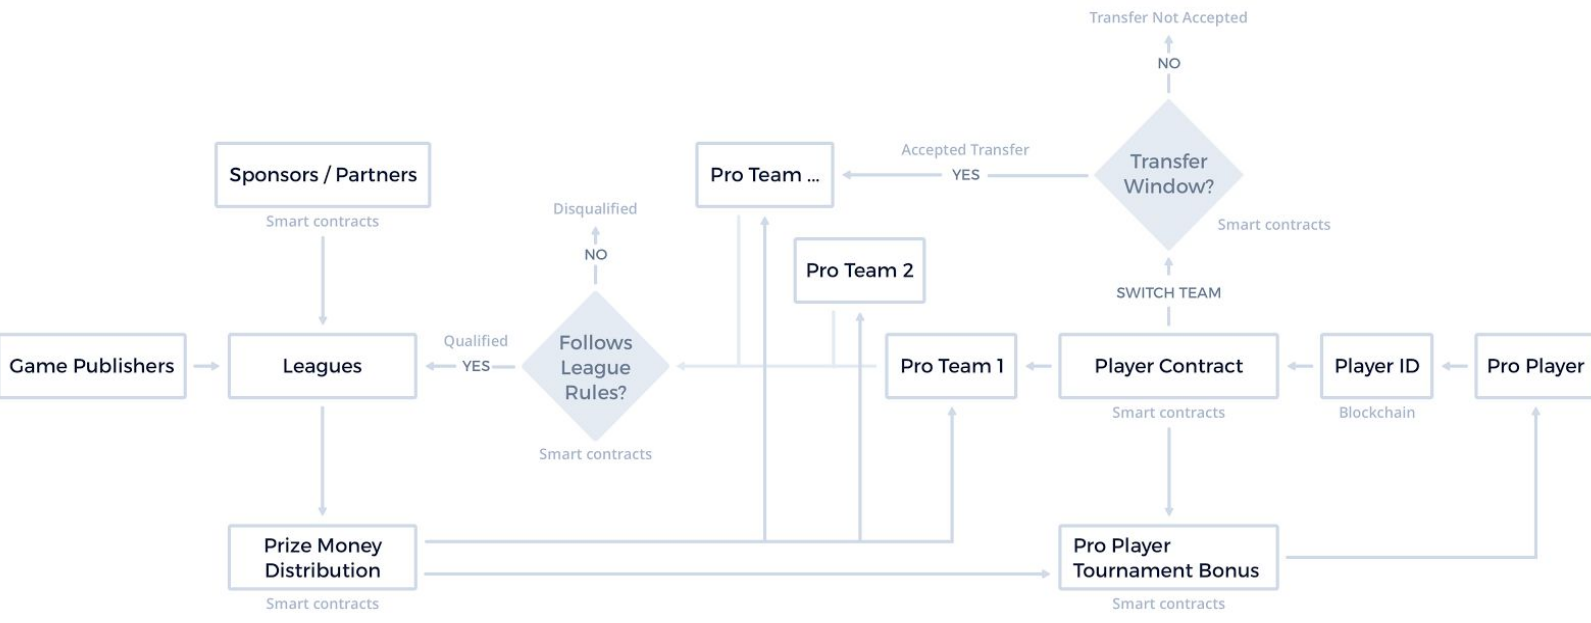 Transfer Not Accepted
NO
Accepted Transfer
YES
Transfer
Window?
Smart contracts
Sponsors / Partners
Smart contracts
Pro Team ...
Disqualified
NO
Pro Team 2
SWITCH TEAM
Game Publishers
Leagues
Qualified
YES
Follows
League
Rules?
Smart contracts
Pro Team 1
Player Contract
Smart contracts
Player ID
Blockchain
Pro Player
Prize Money
Distribution
Smart contracts
Pro Player
Tournament Bonus
Smart contracts